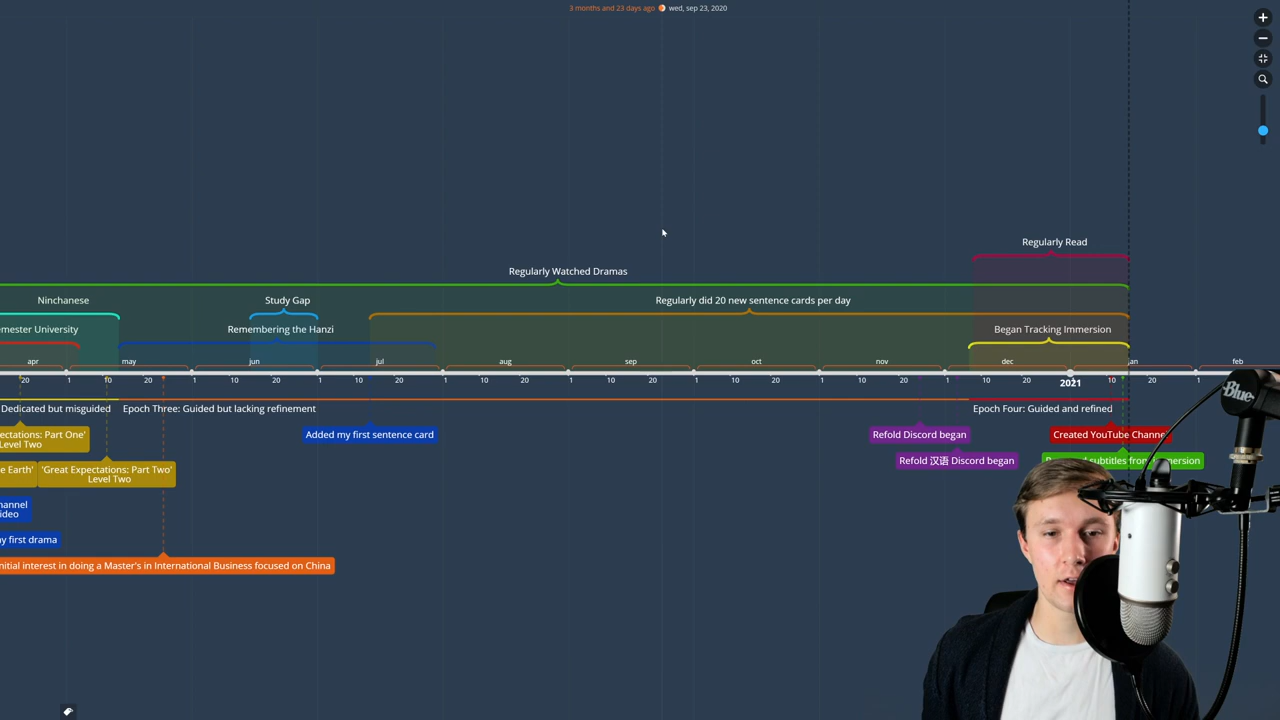 3 months and 23 days ago wed, sep 23, 2020
Regularly Read
Regularly Watched Dramas
Ninchanese
Study Gap
Regularly did 20 new sentence cards per day
emester University
Remembering the Hanzi
Began Tracking Immersion
apr may jun jul aug sep oct nov dec jan feb
20 1 10 20 1 10 20 1 10 20 1 10 20 1 10 20 1 10 20 1 10 20 1 10 20 1 10 20 1
2021
Dedicated but misguided
Epoch Three: Guided but lacking refinement
Epoch Four: Guided and refined
ectations: Part One'
Level Two
Added my first sentence card
Refold Discord began
Created YouTube Channe
Refold 汉语 Discord began
subtitles from
ersion
e Earth'
'Great Expectations: Part Two'
Level Two
hannel
ideo
y first drama
nitial interest in doing a Master's in International Business focused on China
Blue